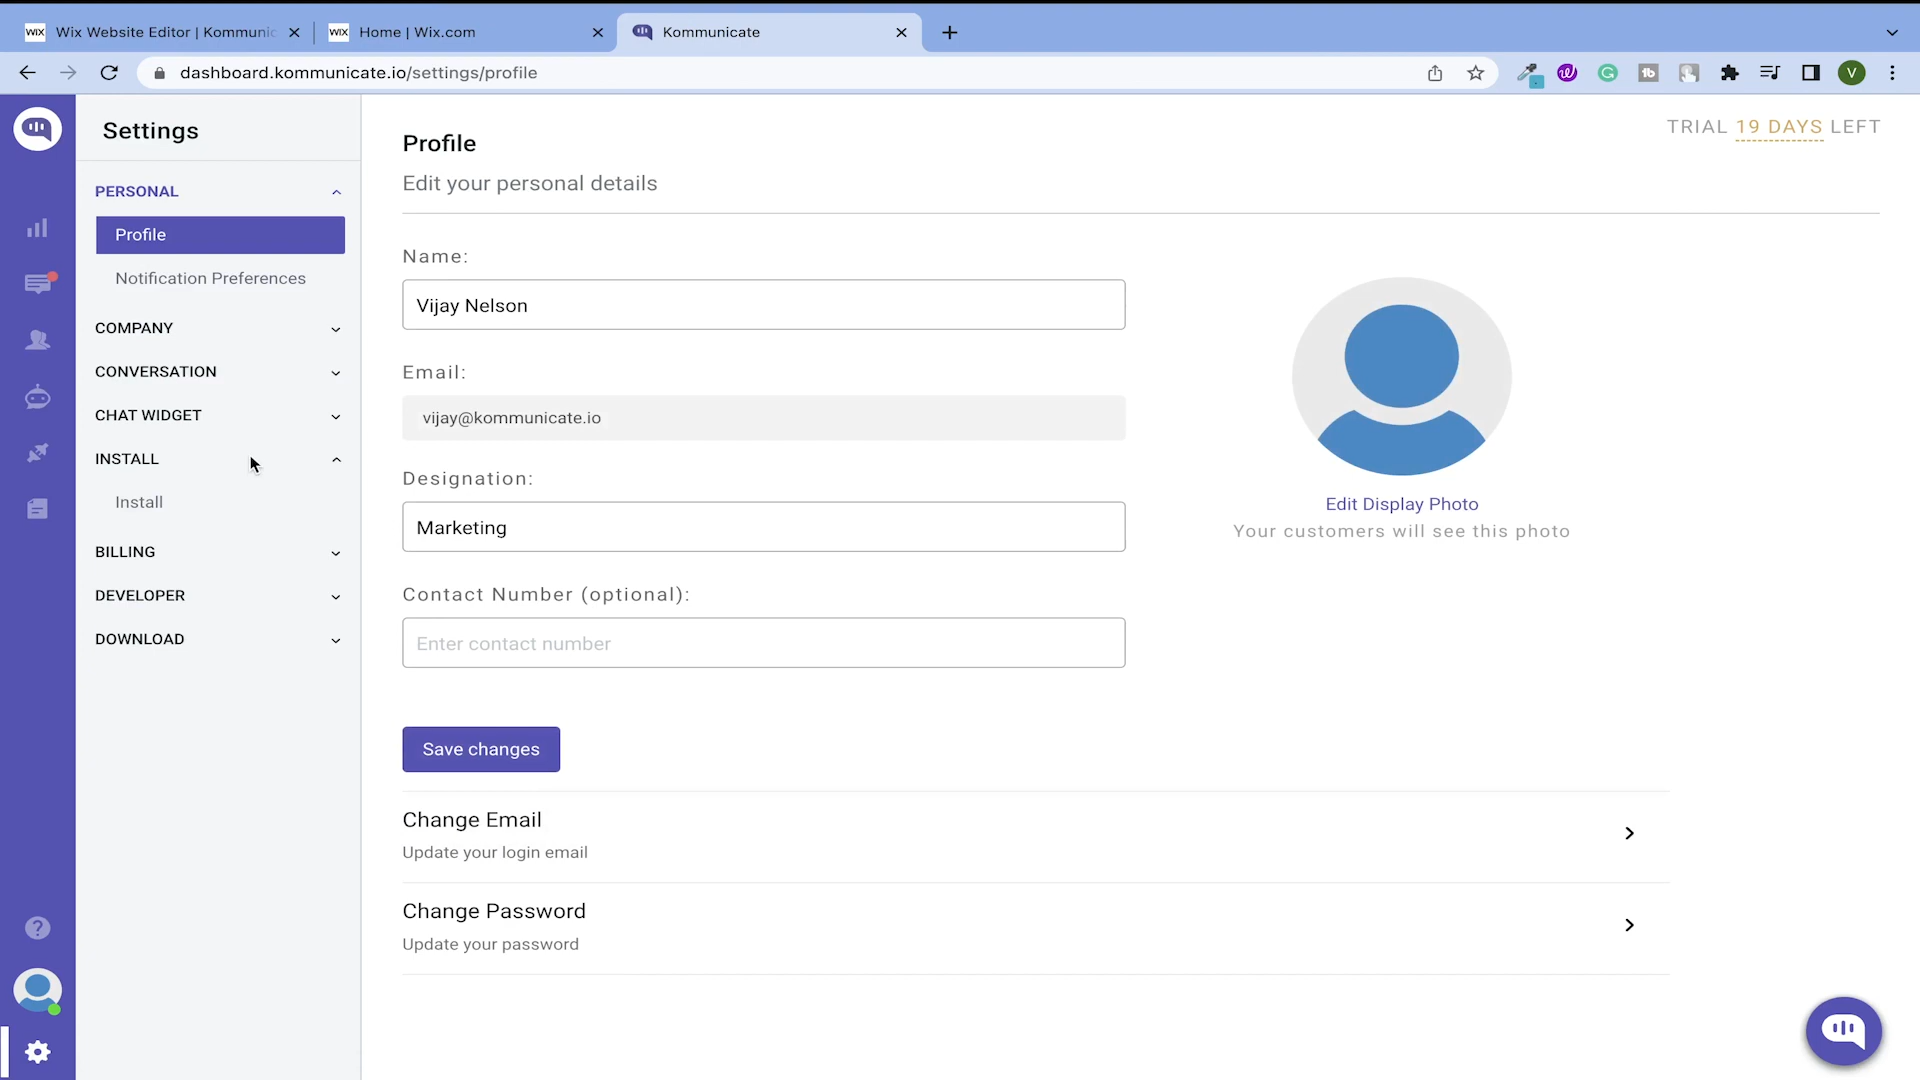 Wix Website Editor | Kommunic
Home | Wix.com
Kommunicate
dashboard.kommunicate.io/settings/profile
V
Settings
PERSONAL
Profile
Notification Preferences
COMPANY
CONVERSATION
CHAT WIDGET
INSTALL
Install
BILLING
DEVELOPER
DOWNLOAD
TRIAL 19 DAYS LEFT
Profile
Edit your personal details
Name:
Vijay Nelson
Email:
vijay@kommunicate.io
Designation:
Marketing
Contact Number (optional):
Enter contact number
Edit Display Photo
Your customers will see this photo
Save changes
Change Email
Update your login email
Change Password
Update your password